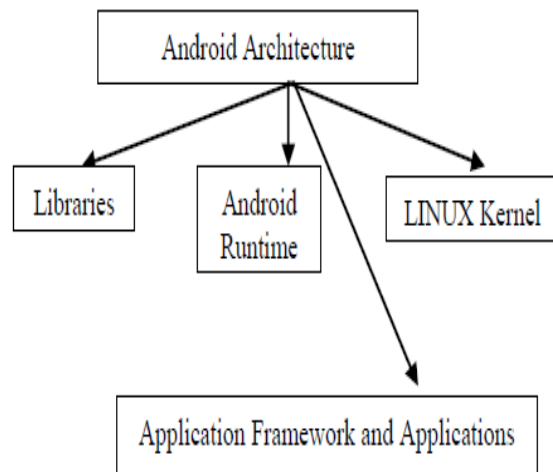 Android Architecture
Libraries
Android
Runtime
LINUX Kernel
Application Framework and Applications